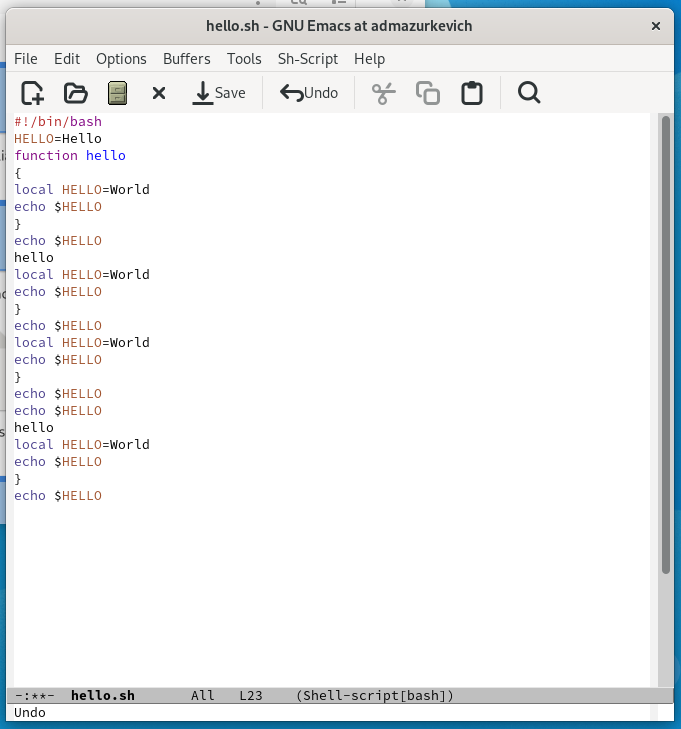 hello.sh - GNU Emacs at admazurkevich ×
File Edit Options Buffers Tools Sh-Script Help
Save Undo
#!/bin/bash
HELLO=Hello
function hello
{
local HELLO=World
echo $HELLO
}
echo $HELLO
hello
local HELLO=World
echo $HELLO
}
echo $HELLO
local HELLO=World
echo $HELLO
}
echo $HELLO
echo $HELLO
hello
local HELLO=World
echo $HELLO
}
echo $HELLO
-:**- hello.sh All L23 (Shell-script[bash])
Undo